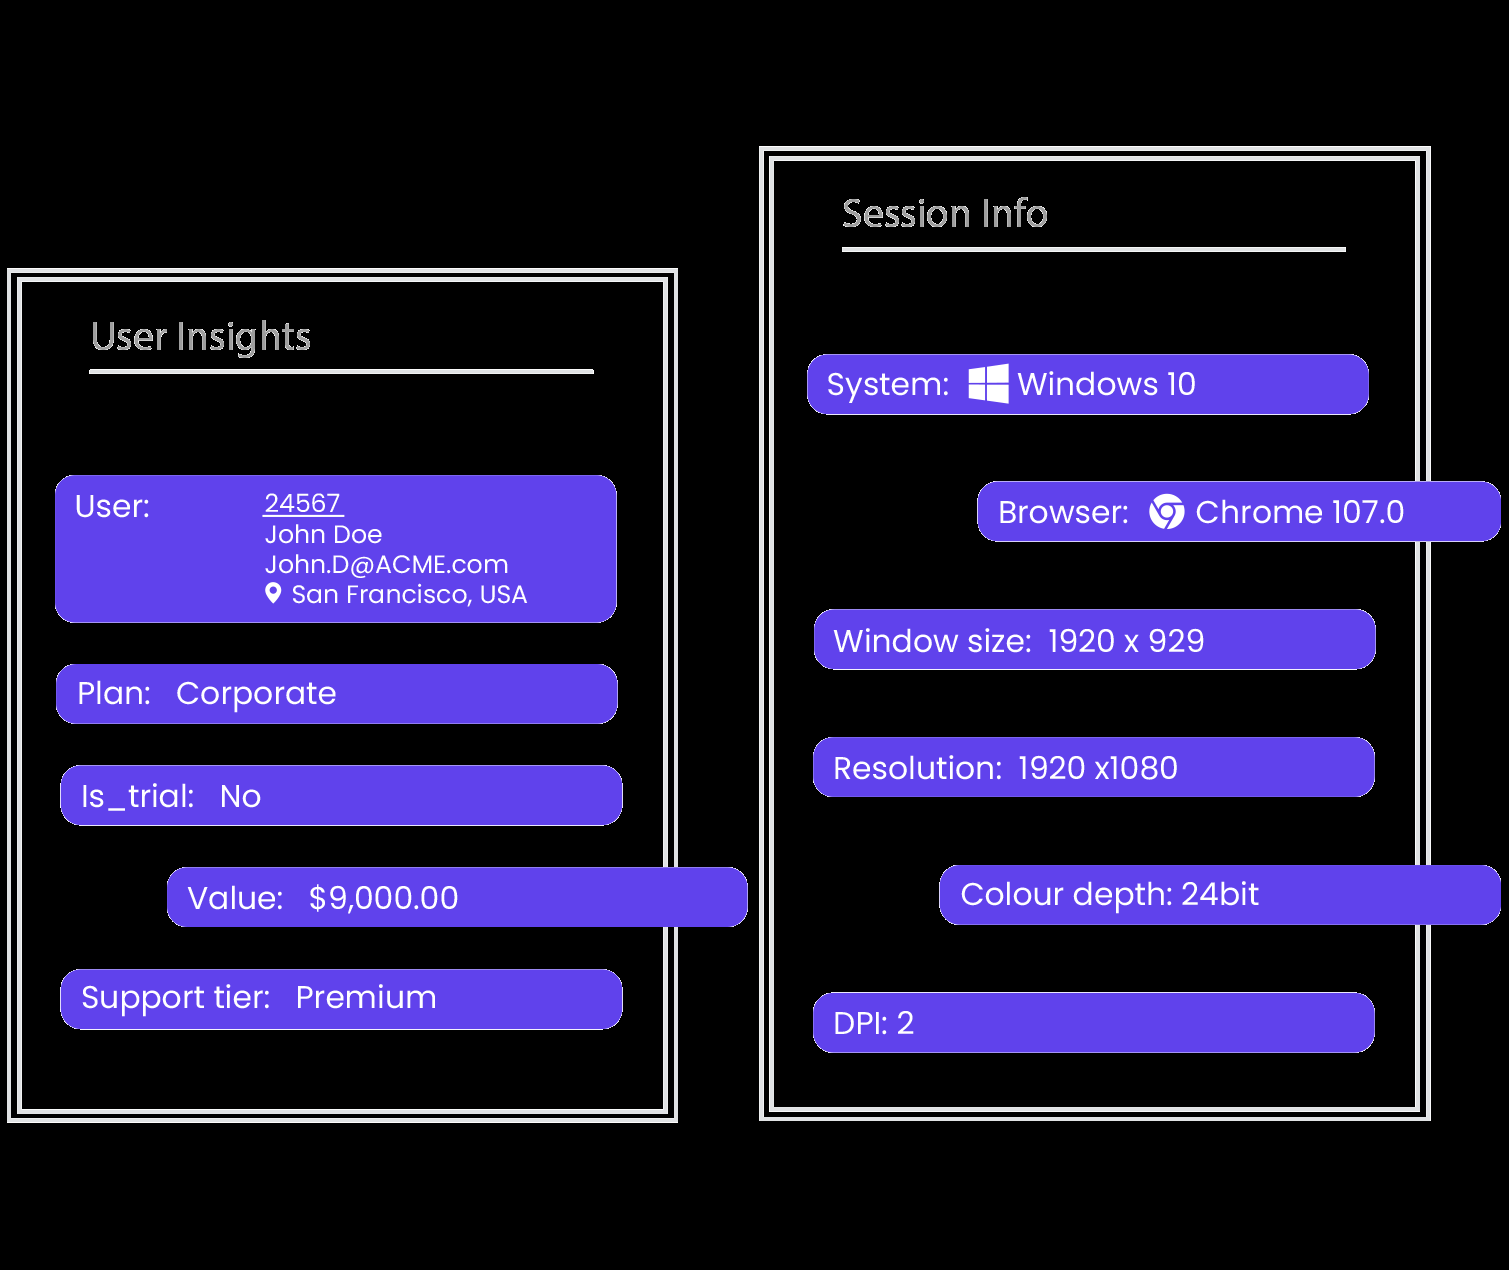 User Insights
User: 24567
John Doe
John.D@ACME.com
San Francisco, USA
Plan: Corporate
Is_trial: No
Value: $9,000.00
Support tier: Premium
Session Info
System: Windows 10
Browser: Chrome 107.0
Window size: 1920 x 929
Resolution: 1920 x1080
Colour depth: 24bit
DPI: 2